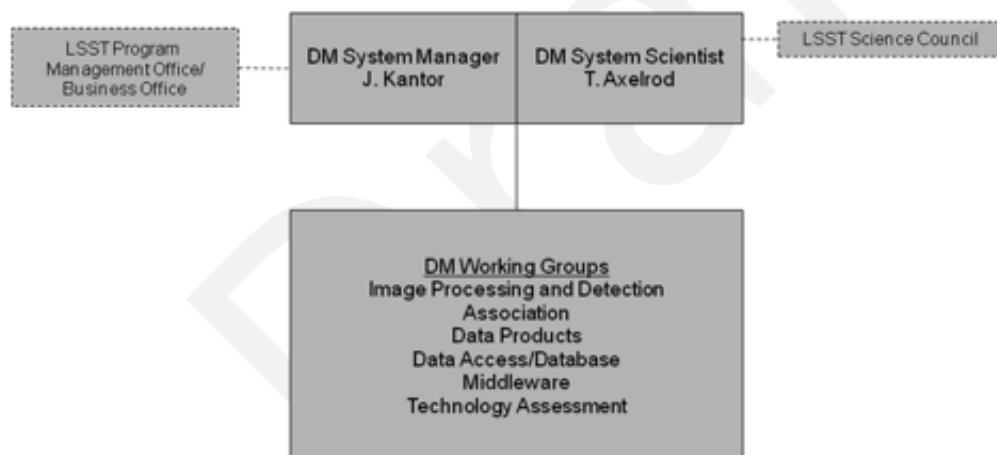 LSST Program
Management Office/
Business Office
DM System Manager
J. Kantor
DM System Scientist
T. Axelrod
LSST Science Council
DM Working Groups
Image Processing and Detection
Association
Data Products
Data Access/Database
Middleware
Technology Assessment